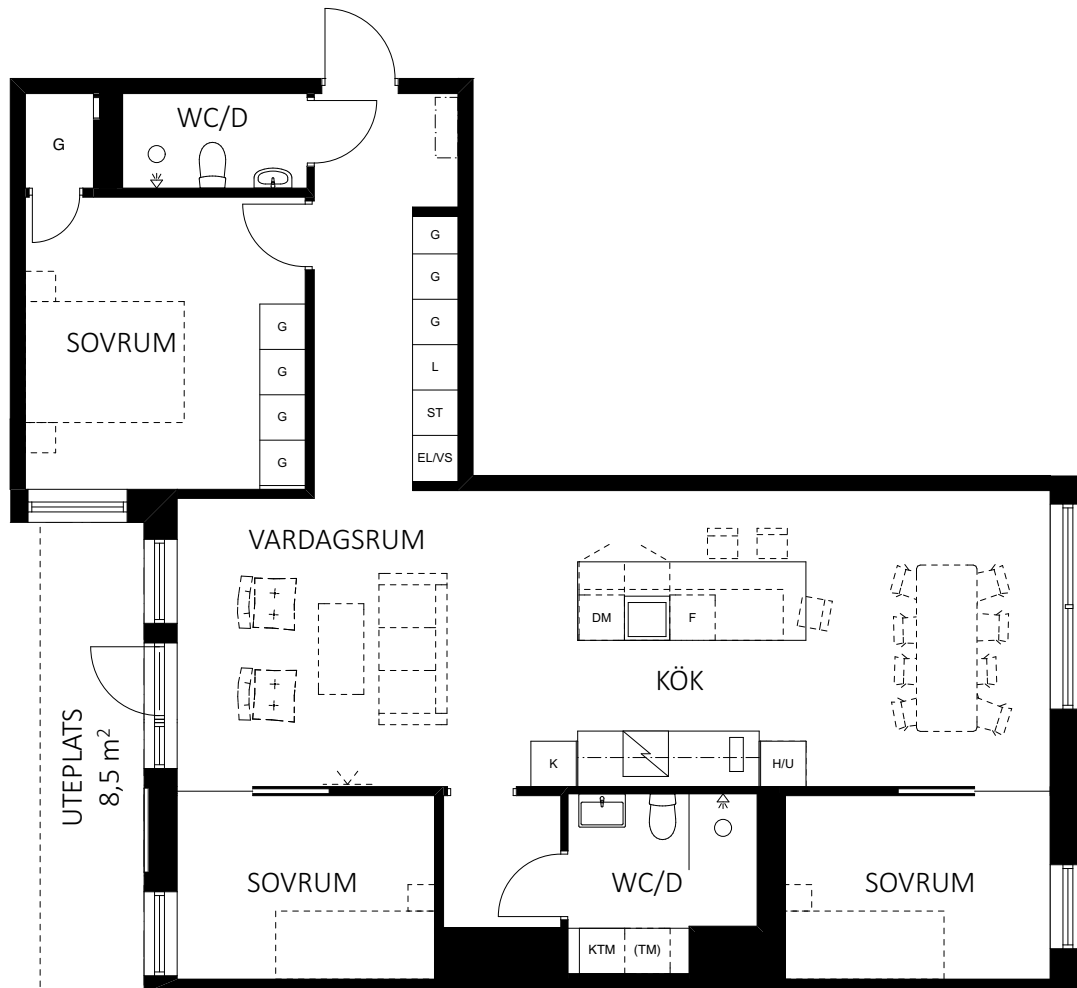 WC/D
G
G
G
G
SOVRUM
G
G
L
G
ST
G
EL/VS
G
VARDAGSRUM
DM
F
KÖK
UTEPLATS
8,5 m²
K
H/U
SOVRUM
WC/D
SOVRUM
KTM
(TM)